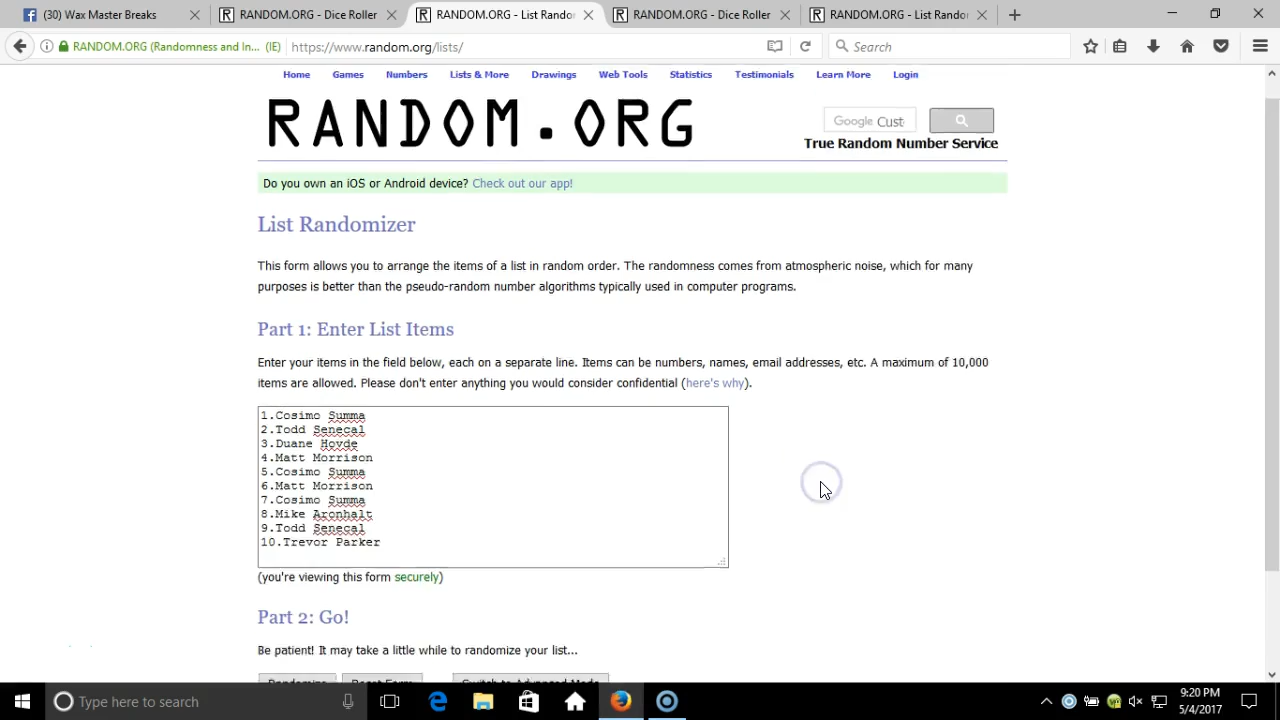 (30) Wax Master Breaks
RANDOM.ORG - Dice Roller
RANDOM.ORG - List Randor
RANDOM.ORG - Dice Roller
RANDOM.ORG - List Randor
RANDOM.ORG (Randomness and In... (IE)
https://www.random.org/lists/
Search
Home Games Numbers Lists & More Drawings Web Tools Statistics Testimonials Learn More Login
RANDOM.ORG
Google Cust
True Random Number Service
Do you own an iOS or Android device? Check out our app!
List Randomizer
This form allows you to arrange the items of a list in random order. The randomness comes from atmospheric noise, which for many
purposes is better than the pseudo-random number algorithms typically used in computer programs.
Part 1: Enter List Items
Enter your items in the field below, each on a separate line. Items can be numbers, names, email addresses, etc. A maximum of 10,000
items are allowed. Please don't enter anything you would consider confidential (here's why).
1.Cosimo Summa
2.Todd Senecal
3.Duane Hovde
4.Matt Morrison
5.Cosimo Summa
6.Matt Morrison
7.Cosimo Summa
8.Mike Aronhalt
9.Todd Senecal
10.Trevor Parker
(you're viewing this form securely)
Part 2: Go!
Be patient! It may take a little while to randomize your list...
Randomize Reset Form Switch to Advanced Mode
Type here to search
9:20 PM
5/4/2017